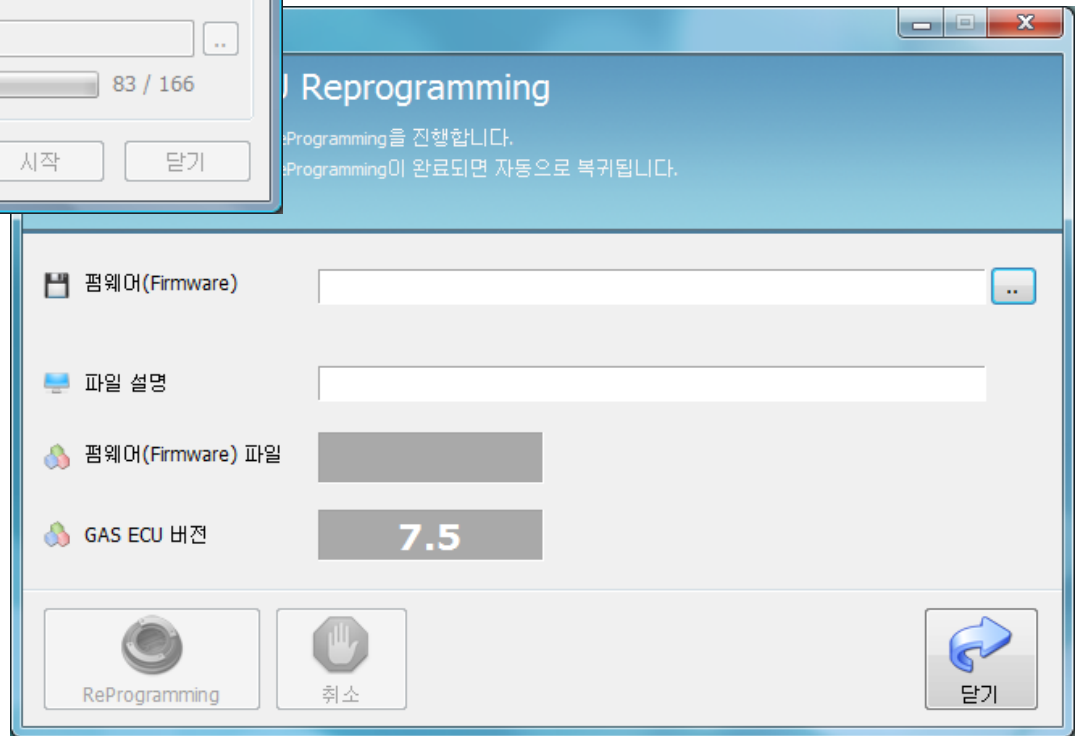 ..
83 / 166
시작
닫기
Reprogramming
Programming을 진행합니다.
Programming이 완료되면 자동으로 복귀됩니다.
펌웨어(Firmware)
..
파일 설명
펌웨어(Firmware) 파일
GAS ECU 버전
7.5
ReProgramming
취소
닫기